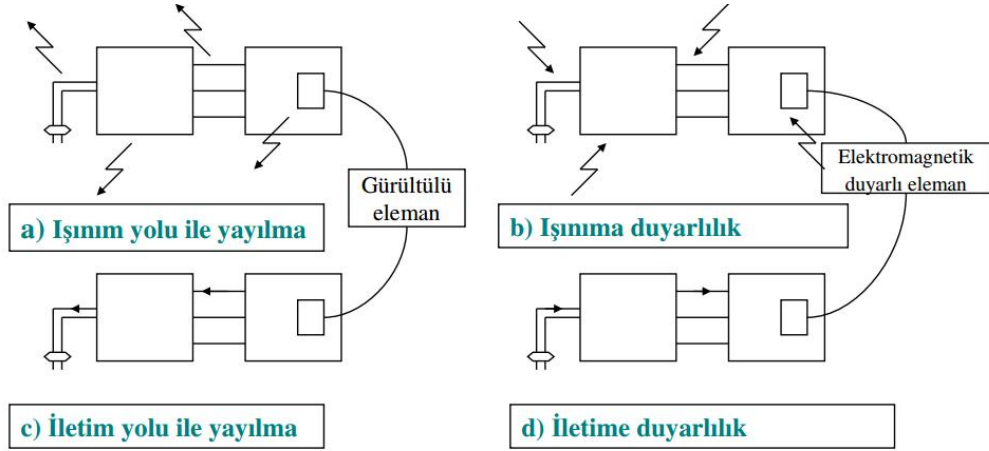 Gürültülü
eleman
Elektromagnetik
duyarlı eleman
a) Işınım yolu ile yayılma
b) Işınıma duyarlılık
c) İletim yolu ile yayılma
d) İletime duyarlılık